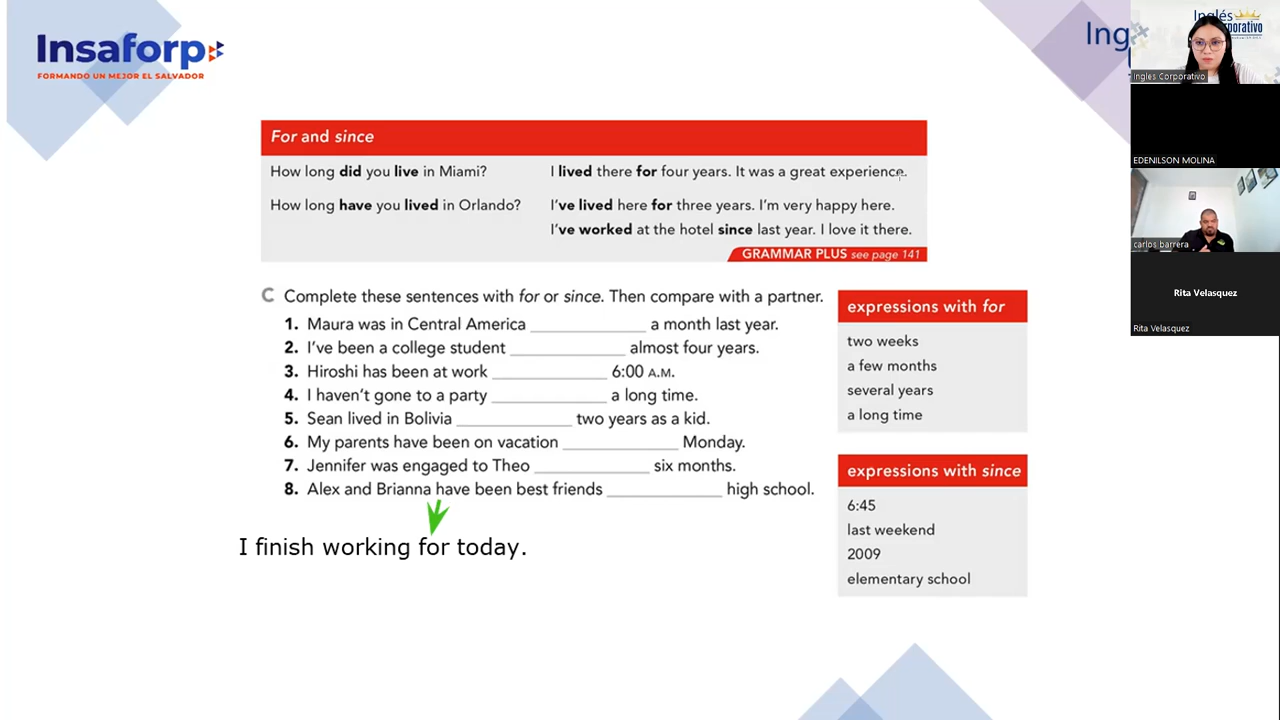 Insaforp
FORMANDO UN MEJOR EL SALVADOR
Ing
Inglés
Corporativo
Ingles Corporativo
EDENILSON MOLINA
carlos barrera
Rita Velasquez
Rita Velasquez
For and since
How long did you live in Miami? I lived there for four years. It was a great experience.
How long have you lived in Orlando? I've lived here for three years. I'm very happy here.
I've worked at the hotel since last year. I love it there.
GRAMMAR PLUS see page 141
C Complete these sentences with for or since. Then compare with a partner.
1. Maura was in Central America ____________ a month last year.
2. I've been a college student ____________ almost four years.
3. Hiroshi has been at work ____________ 6:00 A.M.
4. I haven't gone to a party ____________ a long time.
5. Sean lived in Bolivia ____________ two years as a kid.
6. My parents have been on vacation ____________ Monday.
7. Jennifer was engaged to Theo ____________ six months.
8. Alex and Brianna have been best friends ____________ high school.
I finish working for today.
expressions with for
two weeks
a few months
several years
a long time
expressions with since
6:45
last weekend
2009
elementary school